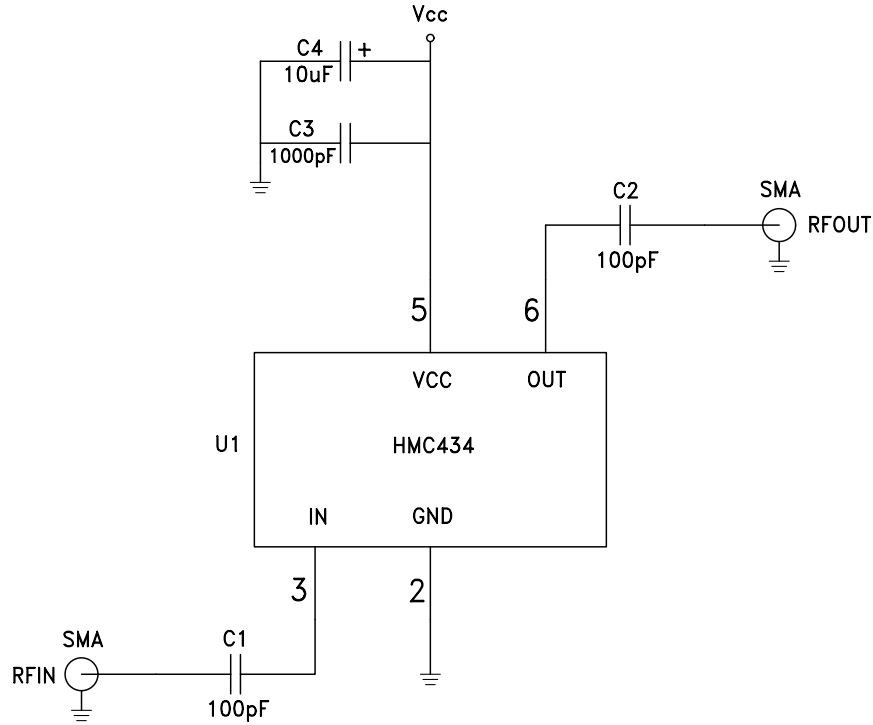 Vcc
C4 +
10uF
C3
1000pF
C2
100pF
SMA
RFOUT
5
6
VCC
OUT
U1
HMC434
IN
GND
3
2
SMA
RFIN
C1
100pF